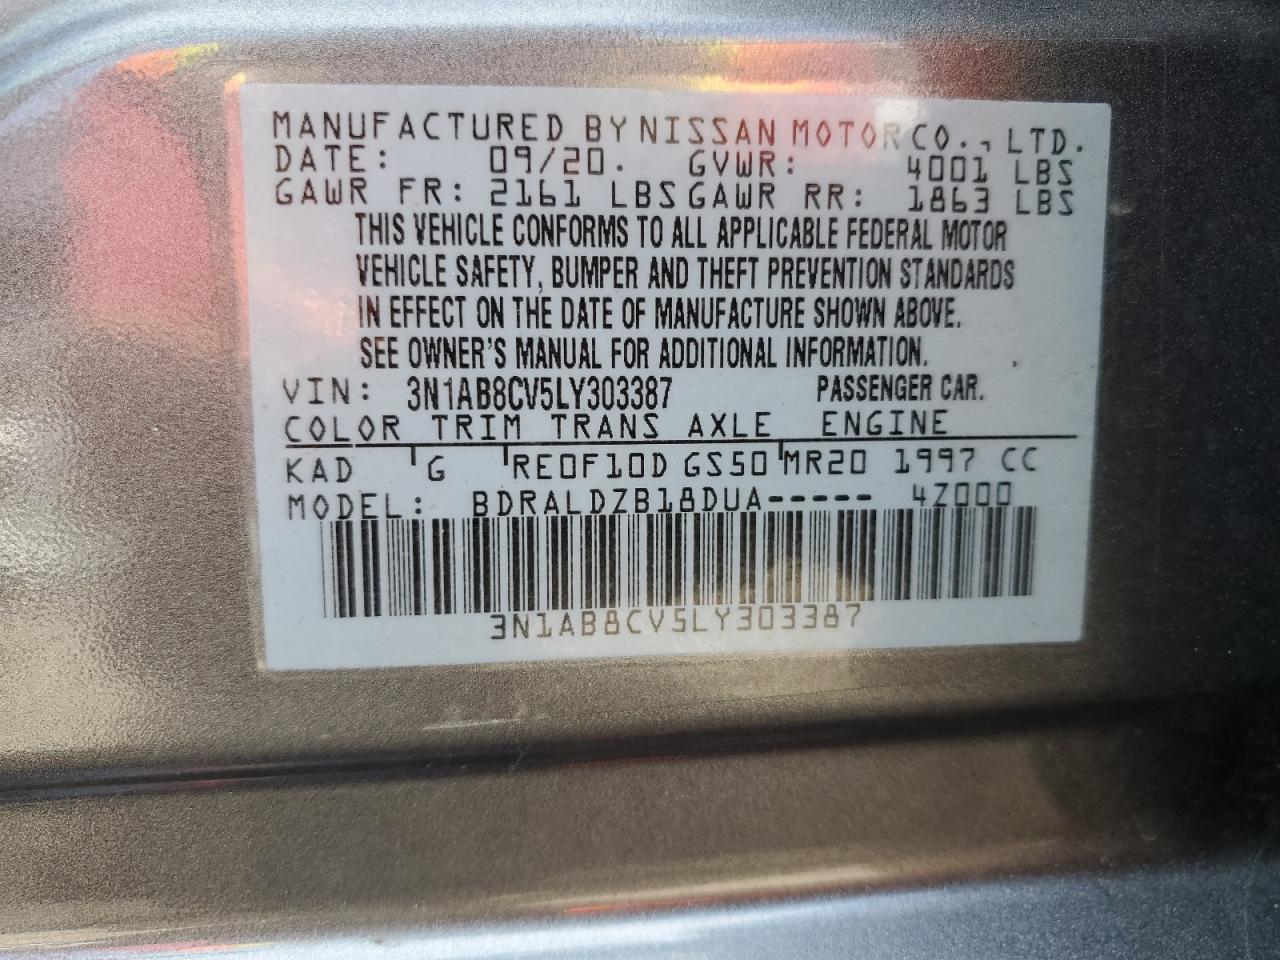 MANUFACTURED BY NISSAN MOTOR CO., LTD.
DATE: 09/20. GVWR: 4001 LBS
GAWR FR: 2161 LBS GAWR RR: 1863 LBS
THIS VEHICLE CONFORMS TO ALL APPLICABLE FEDERAL MOTOR
VEHICLE SAFETY, BUMPER AND THEFT PREVENTION STANDARDS
IN EFFECT ON THE DATE OF MANUFACTURE SHOWN ABOVE.
SEE OWNER'S MANUAL FOR ADDITIONAL INFORMATION.
VIN: 3N1AB8CV5LY303387 PASSENGER CAR.
COLOR TRIM TRANS AXLE ENGINE
KAD G RE0F10D GS50 MR20 1997 CC
MODEL: BDRALDZB18DUA----- 4Z000
3N1AB8CV5LY303387